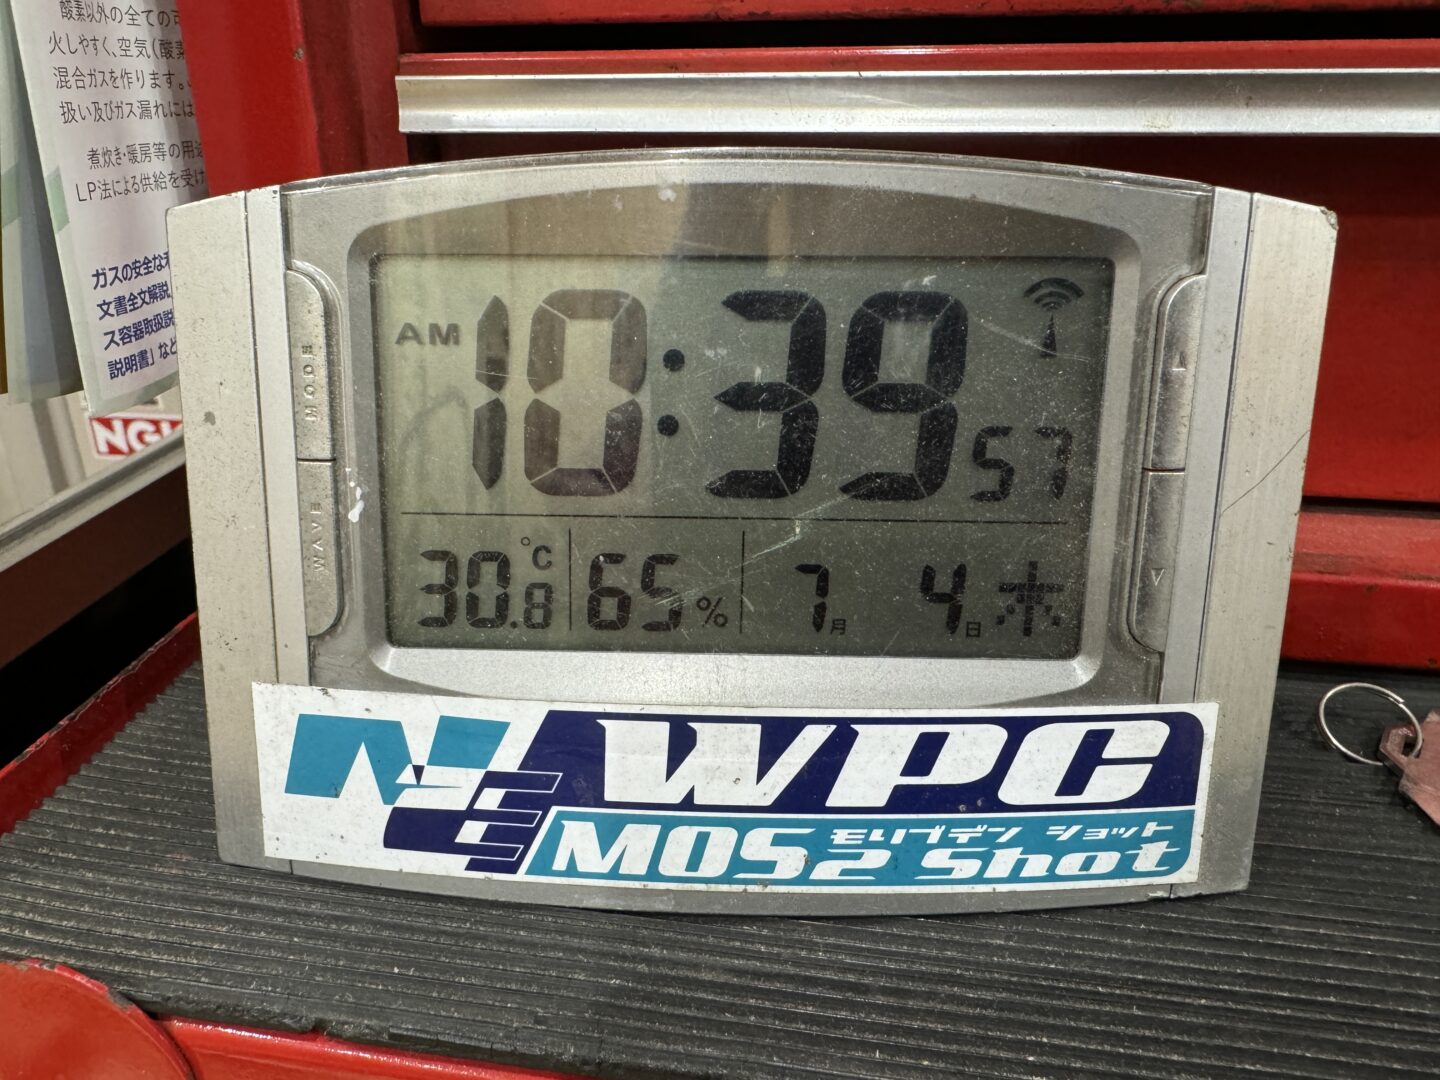 酸素以外の全ての
火しやすく、空気(酸素
混合ガスを作ります。
扱い及びガス漏れには
煮炊き・暖房等の用途
LP法による供給を受け
ガスの安全な
文書全文解説
ス容器取扱説
説明書」など
NGK
MODE
WAVE
AM 10:39 57
30.8 °C 65 % 7月 4日 木
NE WPC
MOS2 Shot モリブデン ショット